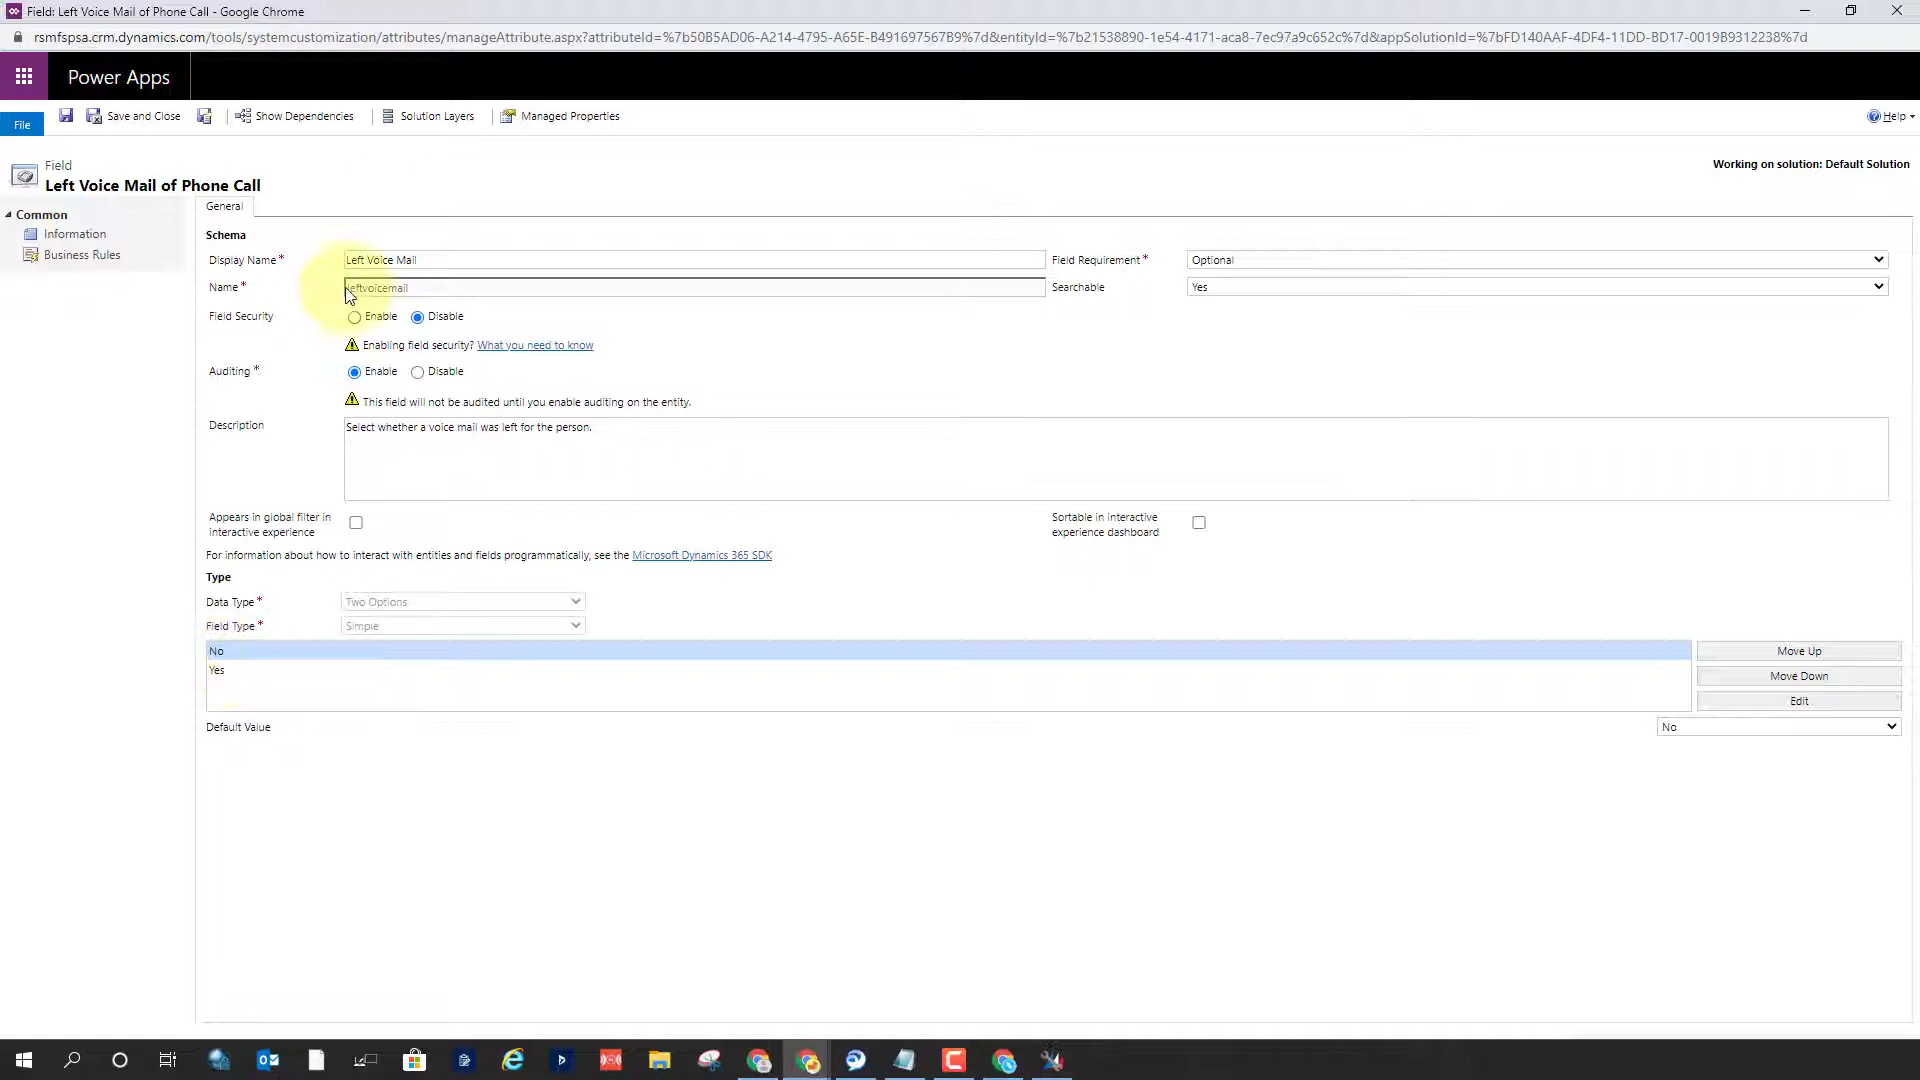 Field: Left Voice Mail of Phone Call - Google Chrome
rsmfspsa.crm.dynamics.com/tools/systemcustomization/attributes/manageAttribute.aspx?attributeId=%7b50B5AD06-A214-4795-A65E-B491697567B9%7d&entityId=%7b21538890-1e54-4171-aca8-7ec97a9c652c%7d&appSolutionId=%7bFD140AAF-4DF4-11DD-BD17-0019B9312238%7d
Power Apps
File
Save and Close
Show Dependencies
Solution Layers
Managed Properties
Help
Field
Left Voice Mail of Phone Call
Working on solution: Default Solution
Common
Information
Business Rules
General
Schema
Display Name* Left Voice Mail Field Requirement* Optional
Name* leftvoicemail Searchable Yes
Field Security Enable Disable
Enabling field security? What you need to know
Auditing* Enable Disable
This field will not be audited until you enable auditing on the entity.
Description Select whether a voice mail was left for the person.
Appears in global filter in interactive experience
Sortable in interactive experience dashboard
For information about how to interact with entities and fields programmatically, see the Microsoft Dynamics 365 SDK
Type
Data Type* Two Options
Field Type* Simple
No
Yes
Move Up
Move Down
Edit
Default Value No